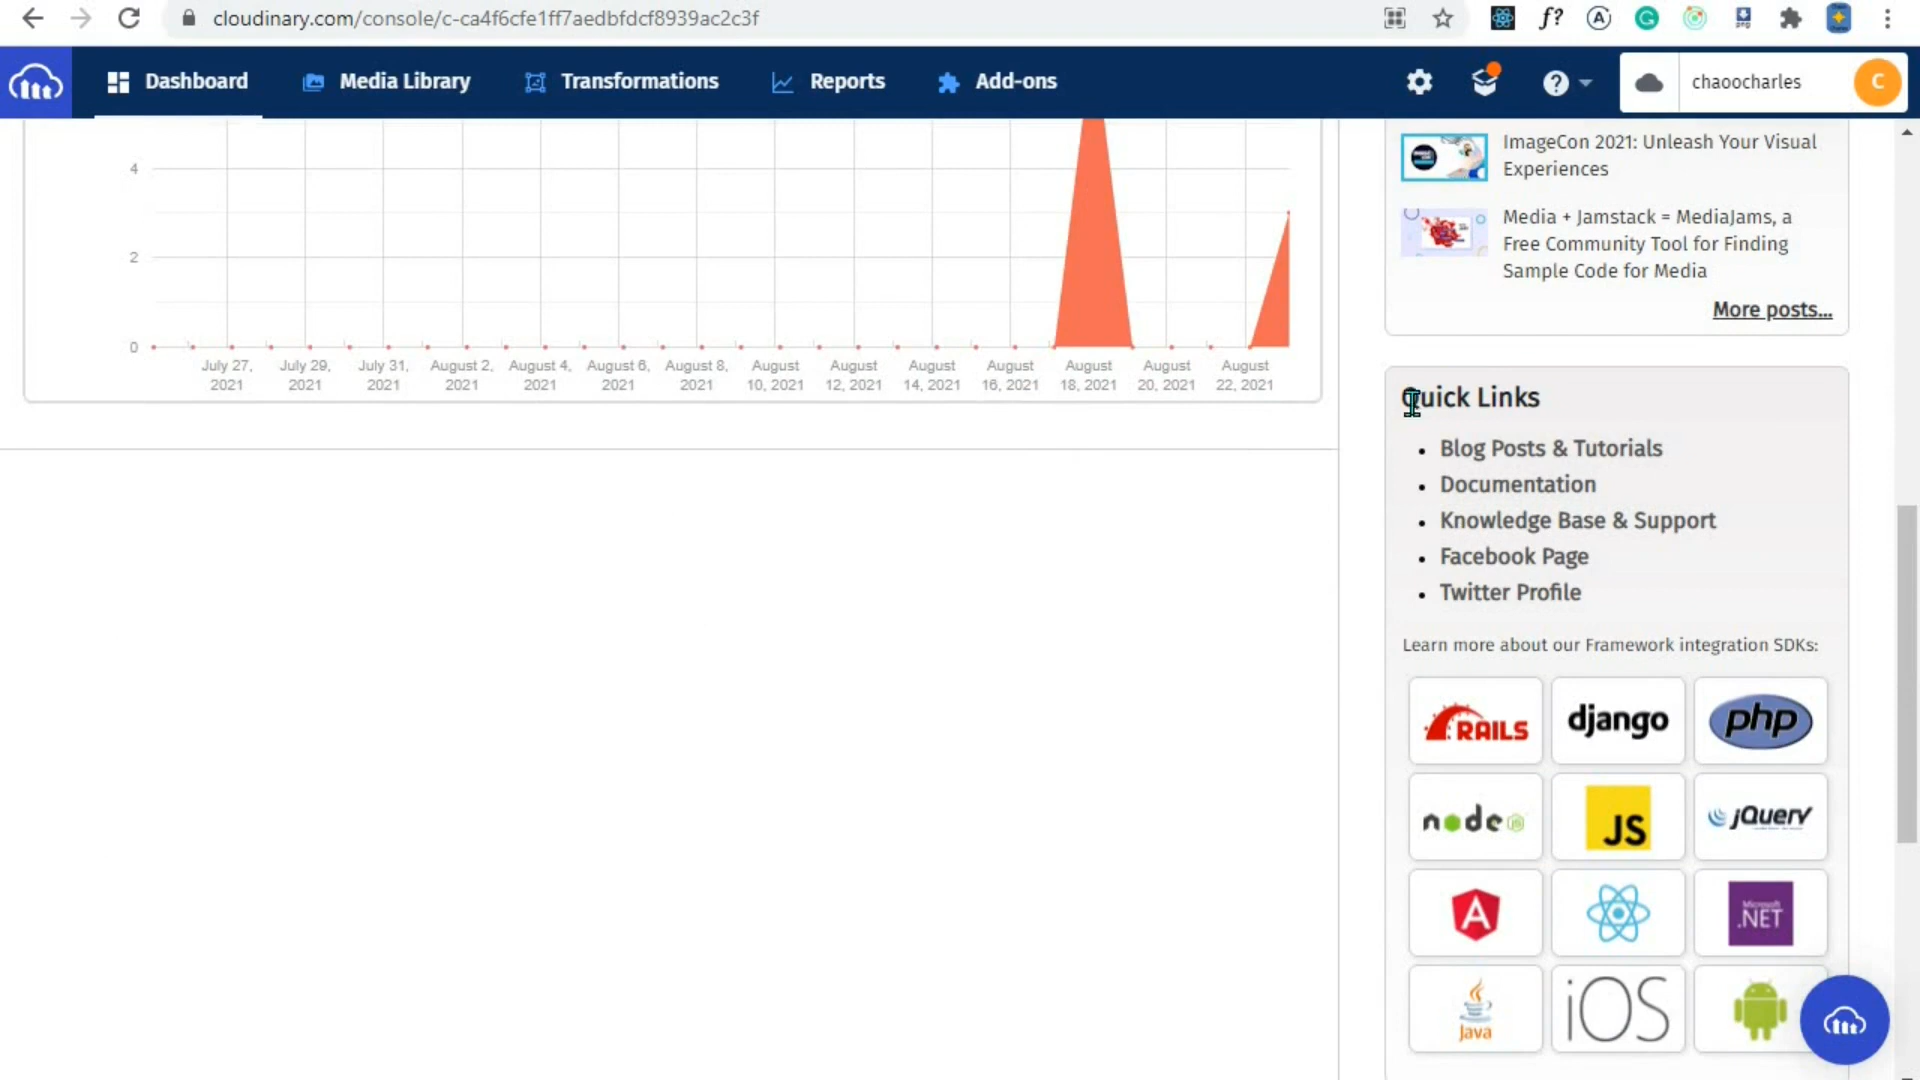 cloudinary.com/console/c-ca4f6cfe1ff7aedbfdcf8939ac2c3f
Dashboard
Media Library
Transformations
Reports
Add-ons
chaoocharles
C
4
2
0
July 27,
2021
July 29,
2021
July 31,
2021
August 2,
2021
August 4,
2021
August 6,
2021
August 8,
2021
August
10, 2021
August
12, 2021
August
14, 2021
August
16, 2021
August
18, 2021
August
20, 2021
August
22, 2021
ImageCon 2021: Unleash Your Visual
Experiences
Media + Jamstack = MediaJams, a
Free Community Tool for Finding
Sample Code for Media
More posts...
Quick Links
Blog Posts & Tutorials
Documentation
Knowledge Base & Support
Facebook Page
Twitter Profile
Learn more about our Framework integration SDKs:
RAILS
django
php
node
JS
jQuery
A
Microsoft
.NET
Java
iOS